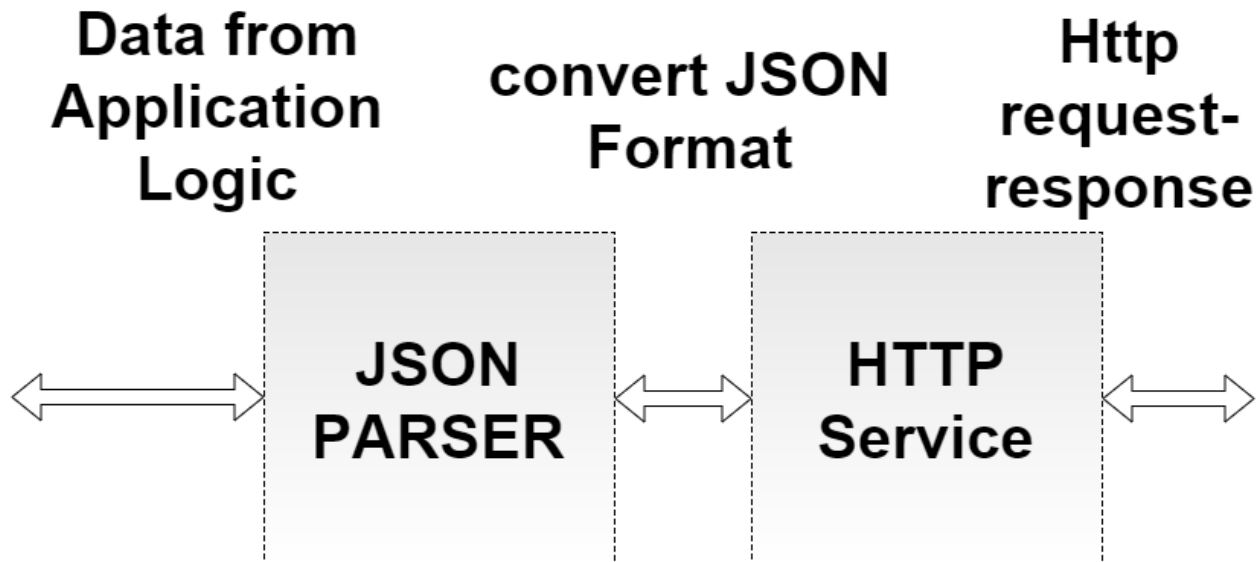 Data from
Application
Logic
convert JSON
Format
Http
request-
response
JSON
PARSER
HTTP
Service